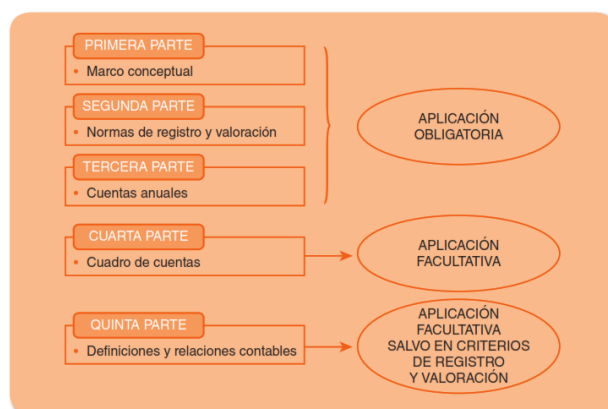 PRIMERA PARTE
• Marco conceptual
SEGUNDA PARTE
• Normas de registro y valoración
TERCERA PARTE
• Cuentas anuales
APLICACIÓN
OBLIGATORIA
CUARTA PARTE
• Cuadro de cuentas
APLICACIÓN
FACULTATIVA
QUINTA PARTE
• Definiciones y relaciones contables
APLICACIÓN
FACULTATIVA
SALVO EN CRITERIOS
DE REGISTRO
Y VALORACIÓN